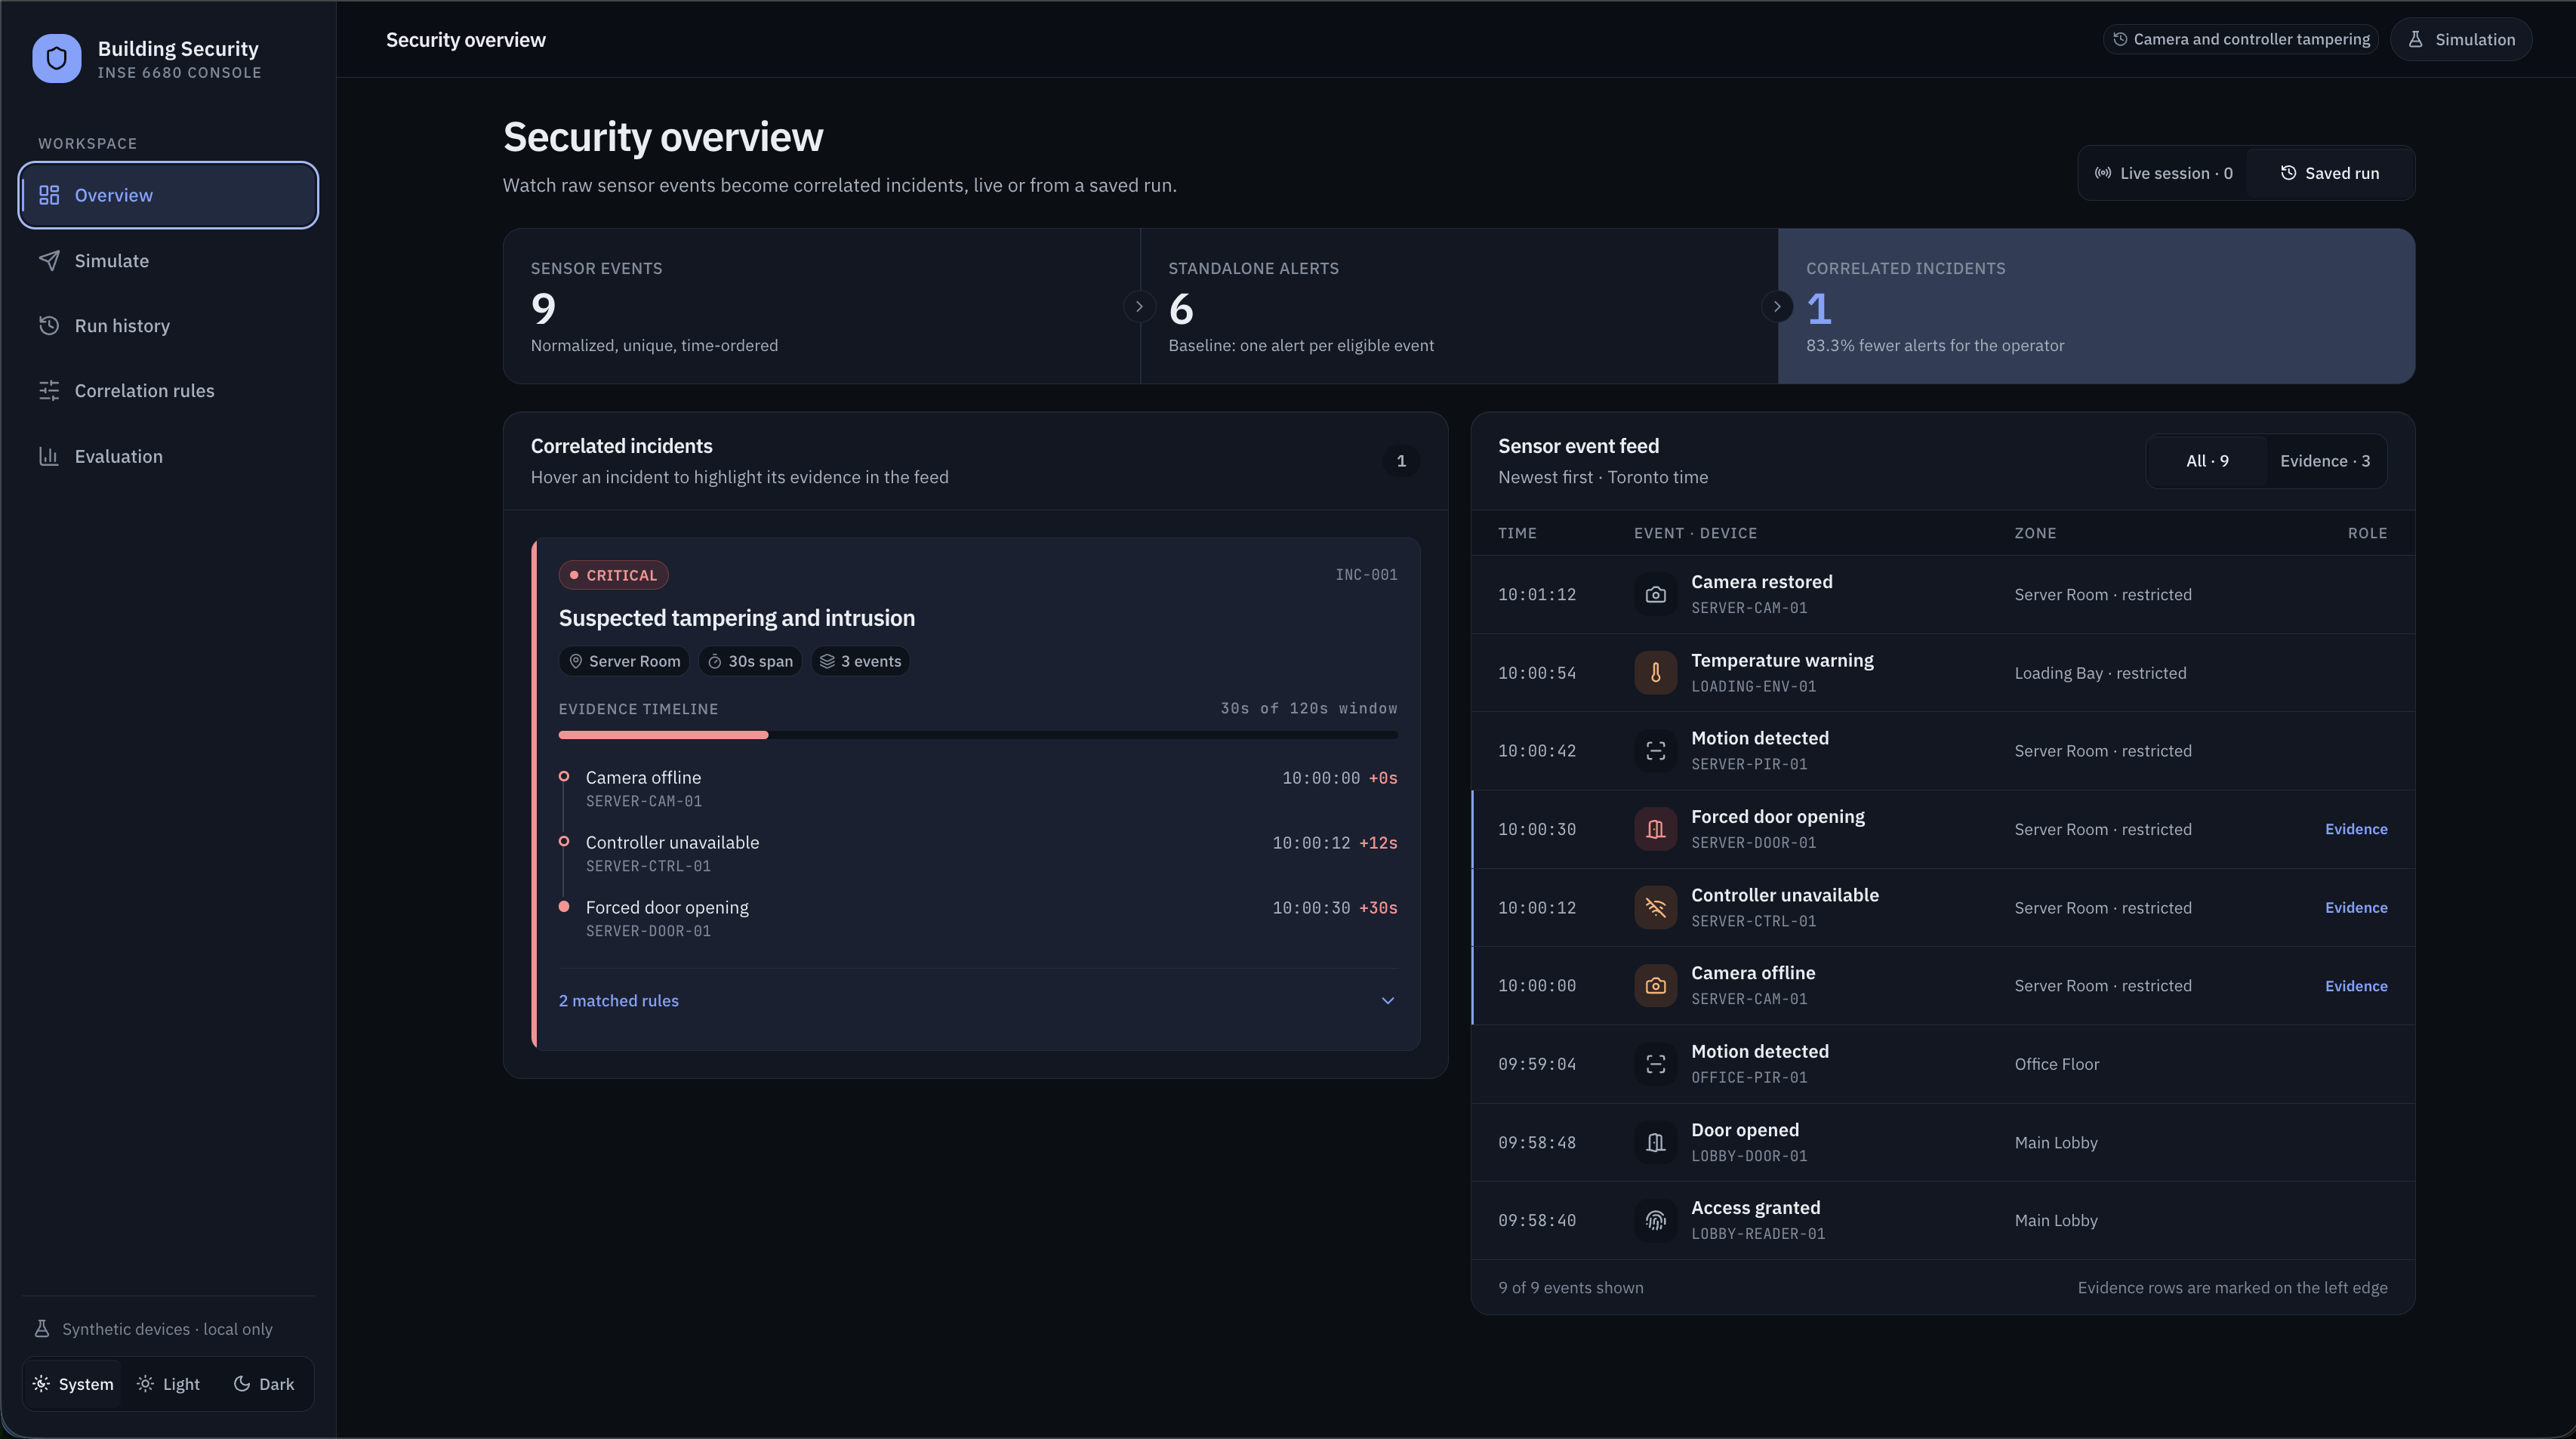 Building Security
INSE 6680 CONSOLE
WORKSPACE
Overview
Simulate
Run history
Correlation rules
Evaluation
Synthetic devices · local only
System Light Dark
Security overview
Camera and controller tampering
Simulation
Security overview
Watch raw sensor events become correlated incidents, live or from a saved run.
Live session · 0
Saved run
SENSOR EVENTS
9
Normalized, unique, time-ordered
STANDALONE ALERTS
6
Baseline: one alert per eligible event
CORRELATED INCIDENTS
1
83.3% fewer alerts for the operator
Correlated incidents
Hover an incident to highlight its evidence in the feed
1
CRITICAL
INC-001
Suspected tampering and intrusion
Server Room 30s span 3 events
EVIDENCE TIMELINE
30s of 120s window
Camera offline 10:00:00 +0s
SERVER-CAM-01
Controller unavailable 10:00:12 +12s
SERVER-CTRL-01
Forced door opening 10:00:30 +30s
SERVER-DOOR-01
2 matched rules
Sensor event feed
Newest first · Toronto time
All · 9 Evidence · 3
TIME EVENT · DEVICE ZONE ROLE
10:01:12 Camera restored Server Room · restricted
SERVER-CAM-01
10:00:54 Temperature warning Loading Bay · restricted
LOADING-ENV-01
10:00:42 Motion detected Server Room · restricted
SERVER-PIR-01
10:00:30 Forced door opening Server Room · restricted Evidence
SERVER-DOOR-01
10:00:12 Controller unavailable Server Room · restricted Evidence
SERVER-CTRL-01
10:00:00 Camera offline Server Room · restricted Evidence
SERVER-CAM-01
09:59:04 Motion detected Office Floor
OFFICE-PIR-01
09:58:48 Door opened Main Lobby
LOBBY-DOOR-01
09:58:40 Access granted Main Lobby
LOBBY-READER-01
9 of 9 events shown
Evidence rows are marked on the left edge